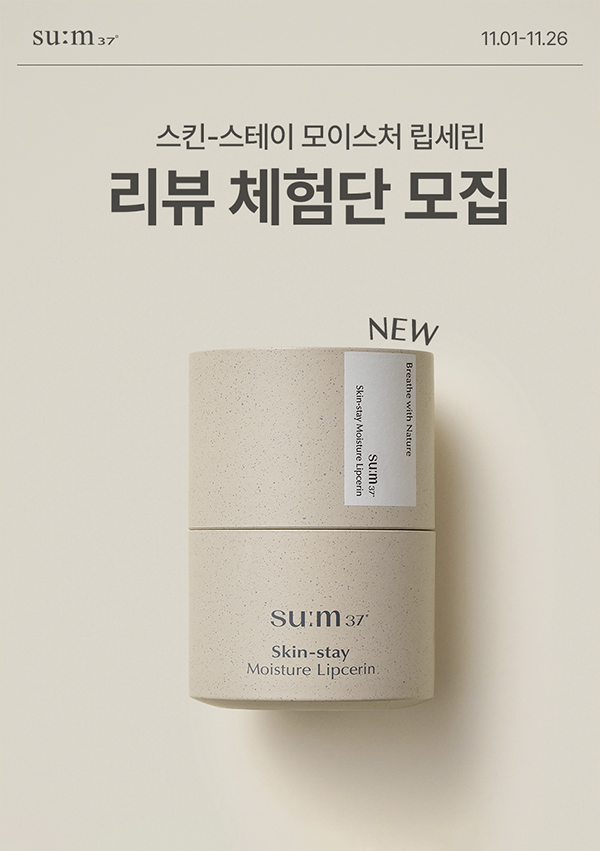 su:m37°
11.01-11.26
스킨-스테이 모이스처 립세린
리뷰 체험단 모집
NEW
Breathe with Nature
su:m37°
Skin-stay Moisture Lipcerin
su:m37°
Skin-stay
Moisture Lipcerin